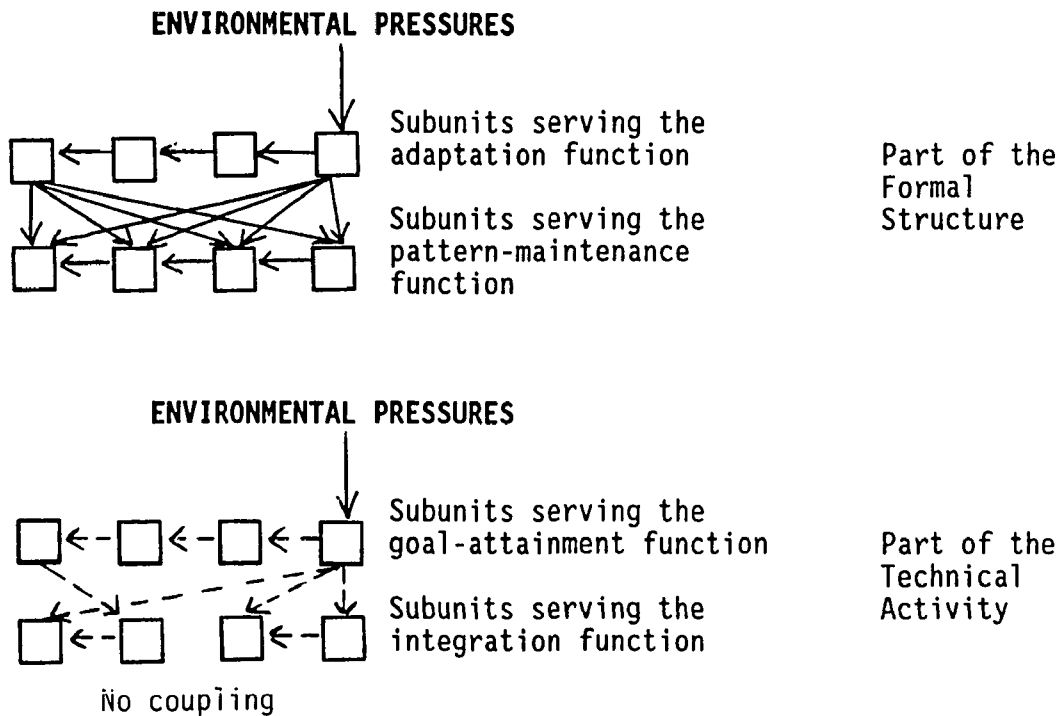 ENVIRONMENTAL PRESSURES
Subunits serving the
adaptation function
Part of the
Formal
Structure
Subunits serving the
pattern-maintenance
function
ENVIRONMENTAL PRESSURES
Subunits serving the
goal-attainment function
Part of the
Technical
Activity
Subunits serving the
integration function
No coupling